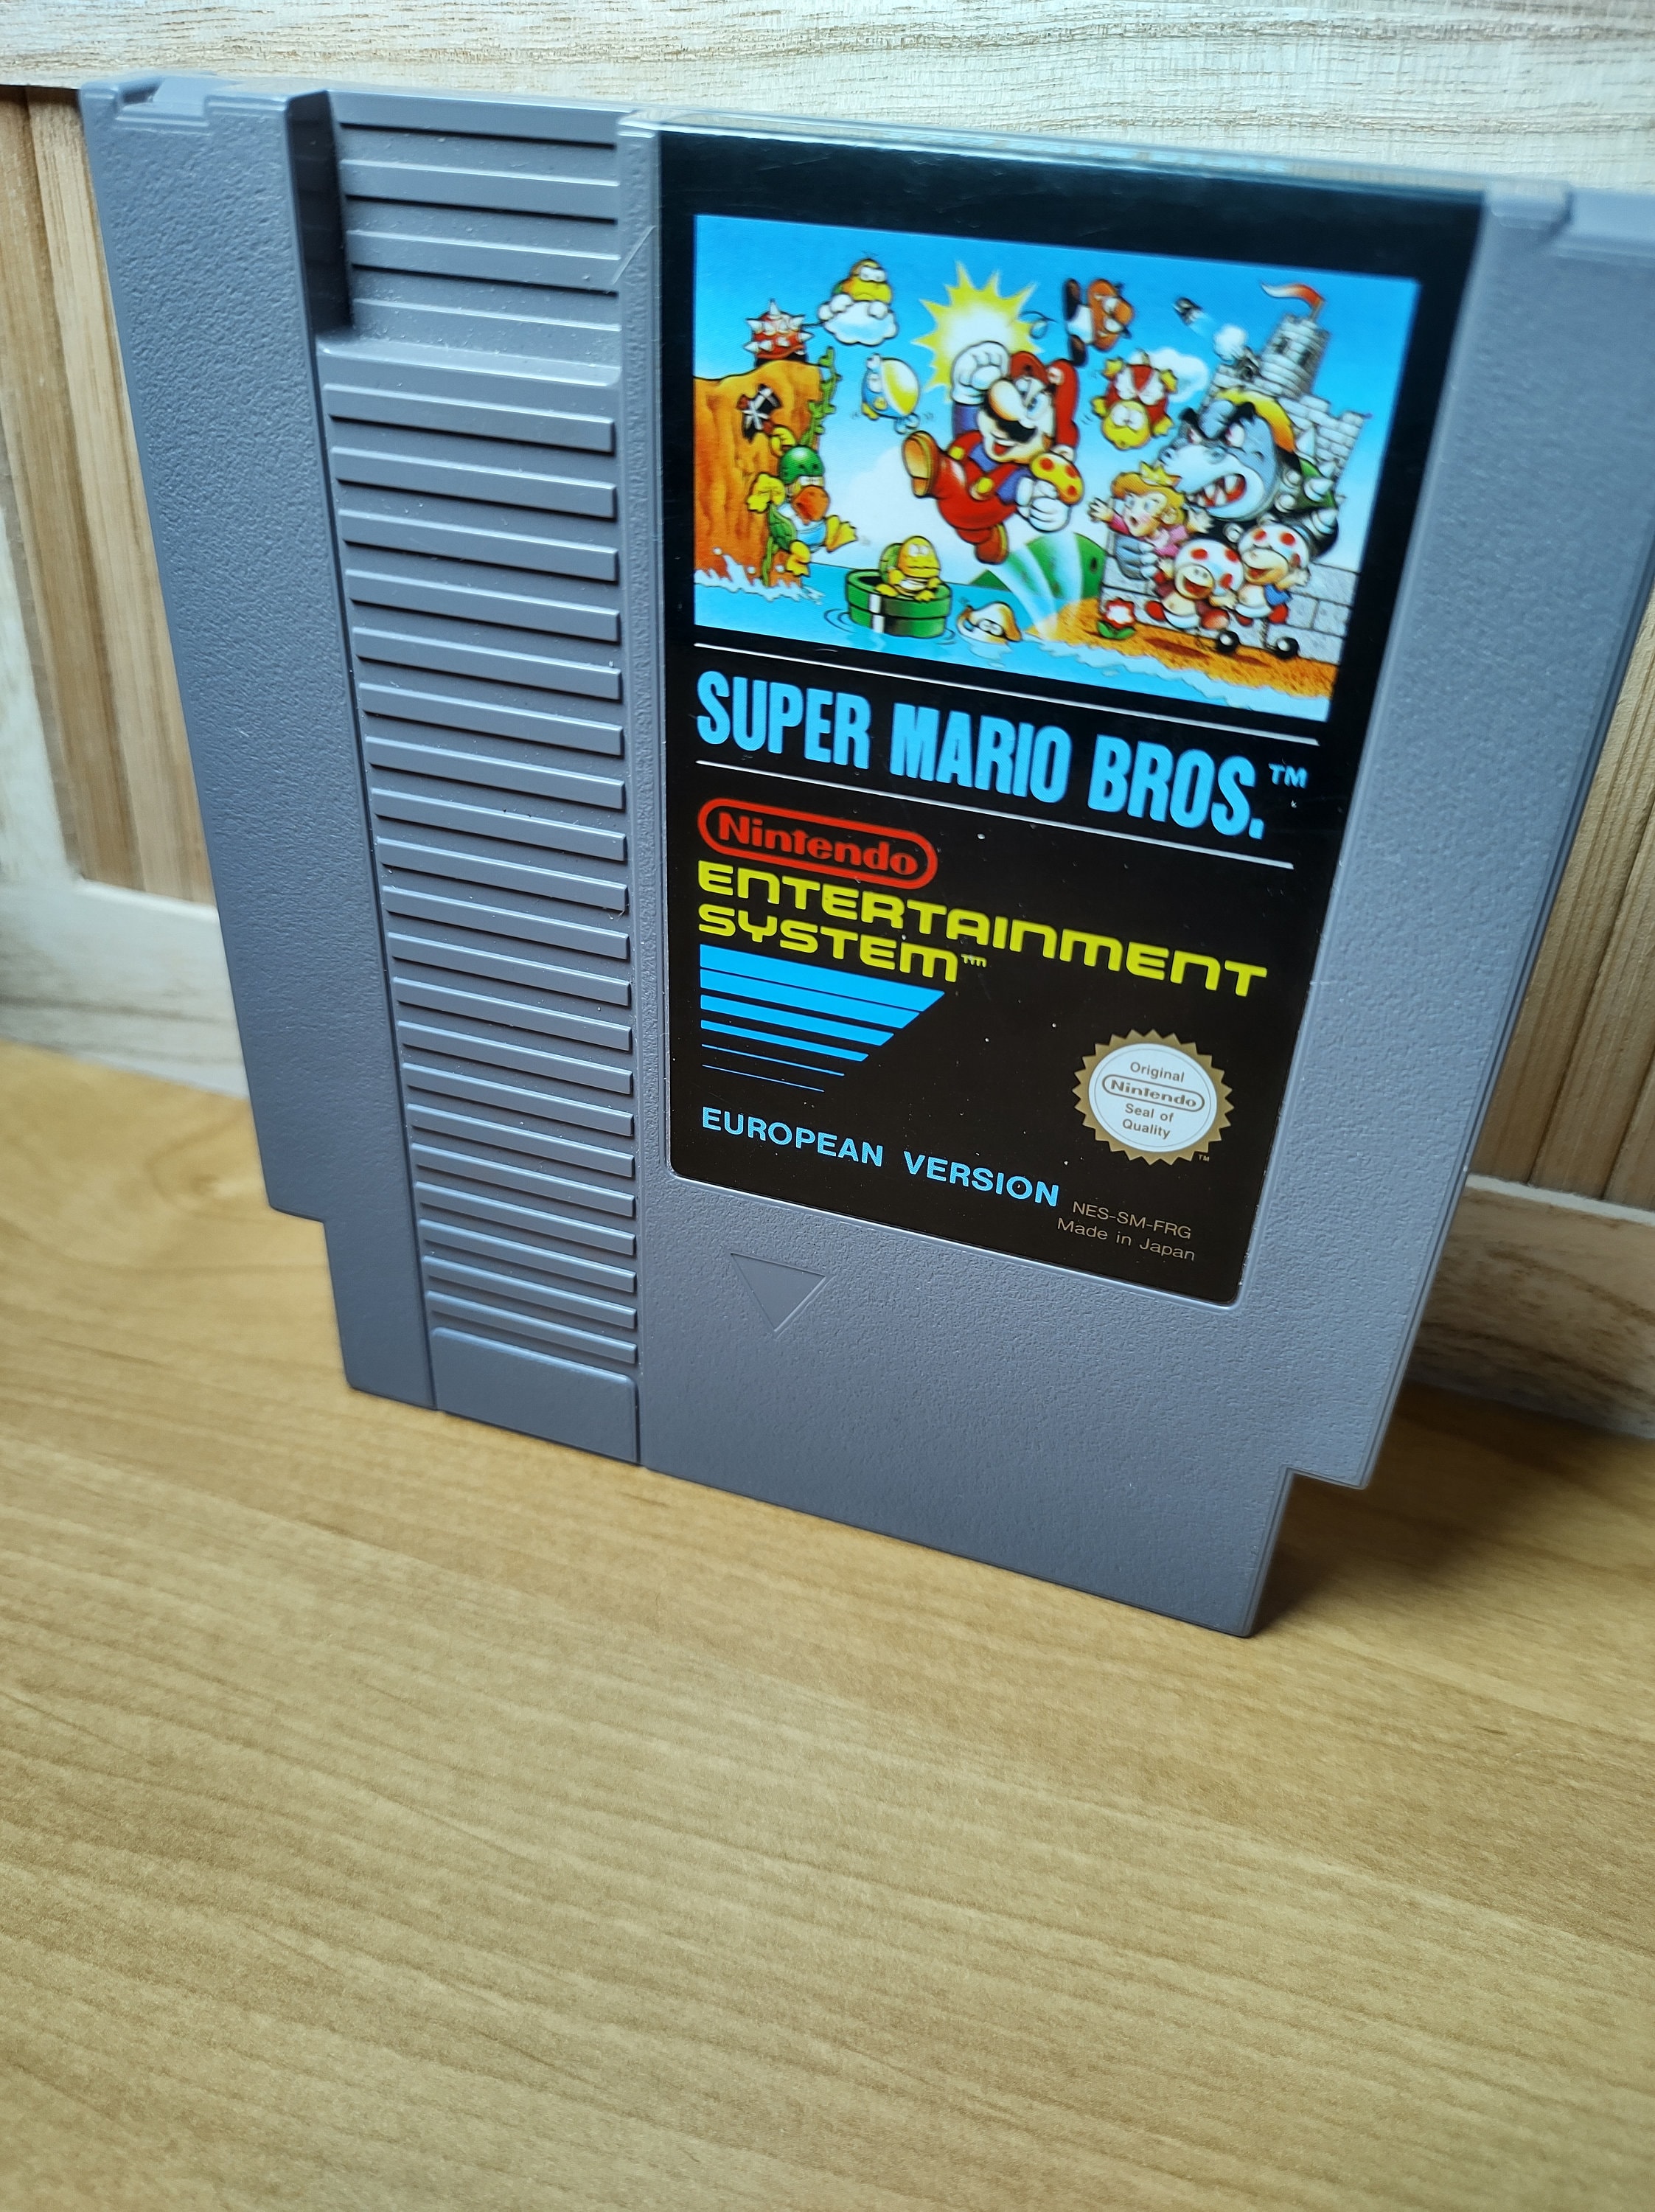 SUPER MARIO BROS.™
Nintendo
ENTERTAINMENT
SYSTEM™
Original
Nintendo
Seal of
Quality
™
EUROPEAN VERSION
NES-SM-FRG
Made in Japan